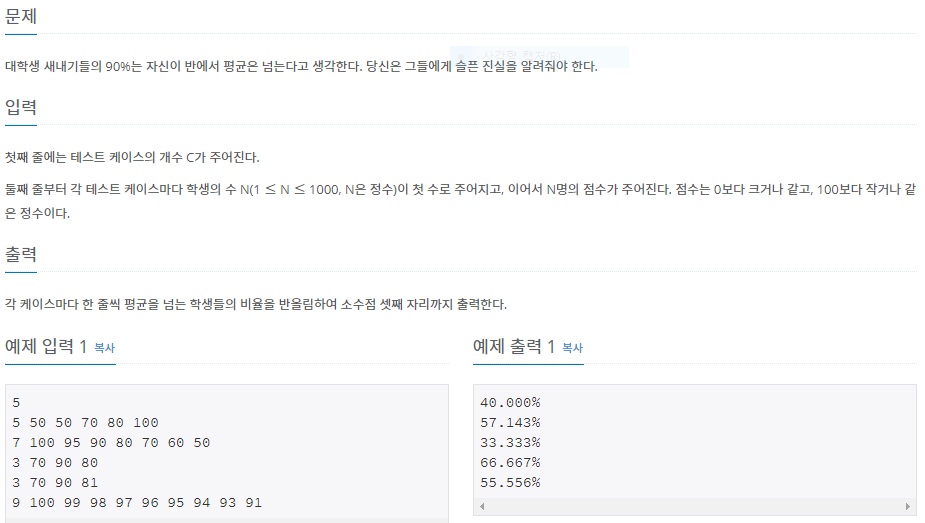 문제
대학생 새내기들의 90%는 자신이 반에서 평균은 넘는다고 생각한다. 당신은 그들에게 슬픈 진실을 알려줘야 한다.
입력
첫째 줄에는 테스트 케이스의 개수 C가 주어진다.
둘째 줄부터 각 테스트 케이스마다 학생의 수 N(1 ≤ N ≤ 1000, N은 정수)이 첫 수로 주어지고, 이어서 N명의 점수가 주어진다. 점수는 0보다 크거나 같고, 100보다 작거나 같
은 정수이다.
출력
각 케이스마다 한 줄씩 평균을 넘는 학생들의 비율을 반올림하여 소수점 셋째 자리까지 출력한다.
예제 입력 1 복사
5
5 50 50 70 80 100
7 100 95 90 80 70 60 50
3 70 90 80
3 70 90 81
9 100 99 98 97 96 95 94 93 91
예제 출력 1 복사
40.000%
57.143%
33.333%
66.667%
55.556%